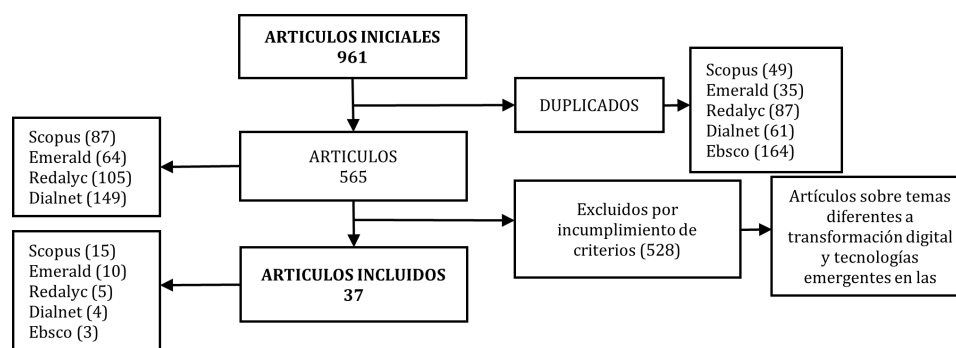 ARTICULOS INICIALES
961
DUPLICADOS
Scopus (49)
Emerald (35)
Redalyc (87)
Dialnet (61)
Ebsco (164)
Scopus (87)
Emerald (64)
Redalyc (105)
Dialnet (149)
ARTICULOS
565
Excluidos por
incumplimiento de
criterios (528)
Artículos sobre temas
diferentes a
transformación digital
y tecnologías
emergentes en las
Scopus (15)
Emerald (10)
Redalyc (5)
Dialnet (4)
Ebsco (3)
ARTICULOS INCLUIDOS
37